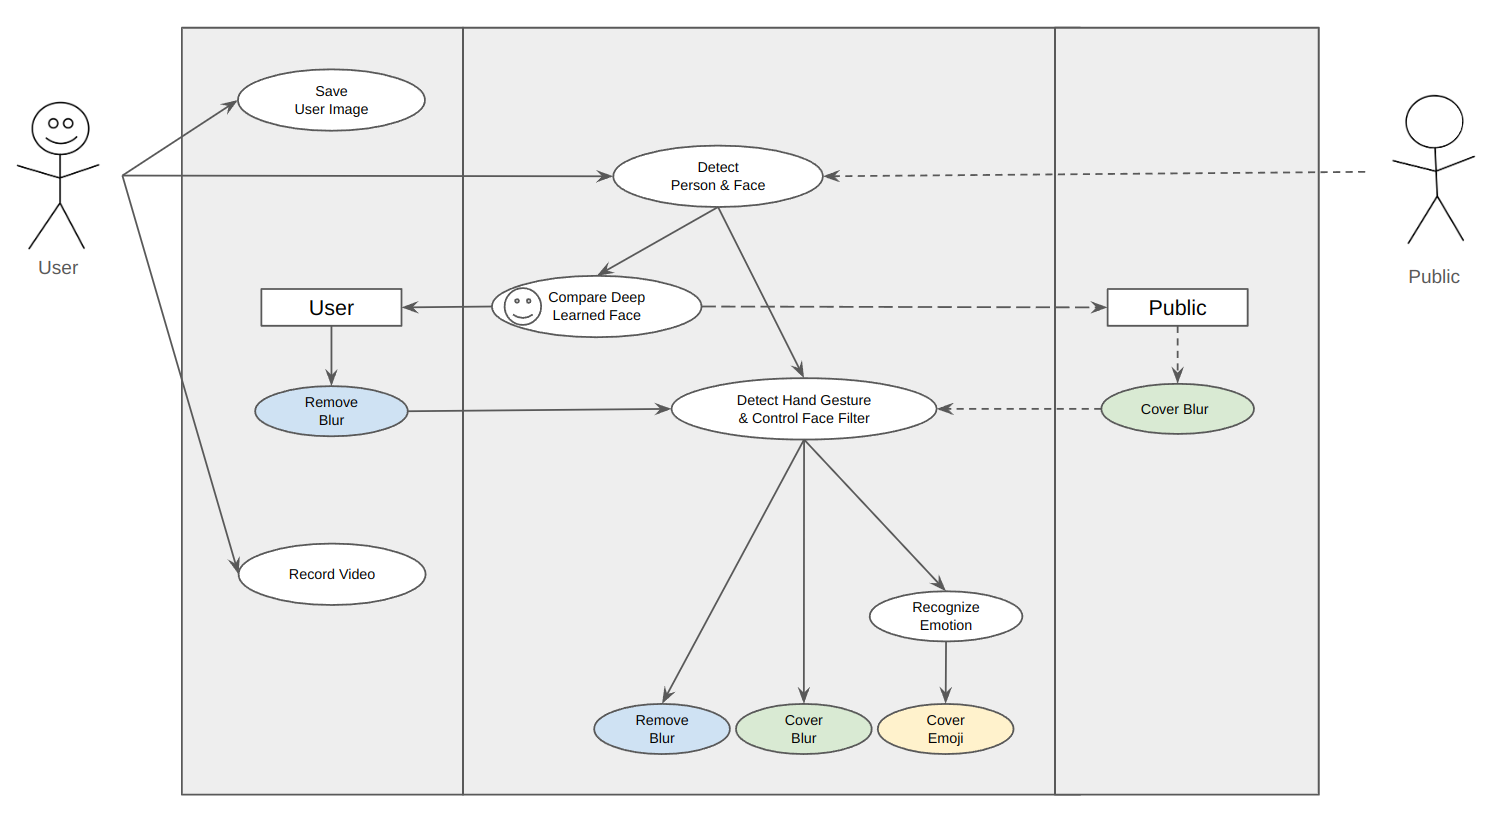 Save
User Image
Detect
Person & Face
User
Public
Compare Deep
Learned Face
User
Public
Remove
Blur
Detect Hand Gesture
& Control Face Filter
Cover Blur
Record Video
Recognize
Emotion
Remove
Blur
Cover
Blur
Cover
Emoji